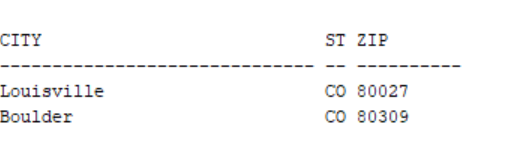 CITY                           ST ZIP
------------------------------ -- ----------
Louisville                     CO 80027
Boulder                        CO 80309